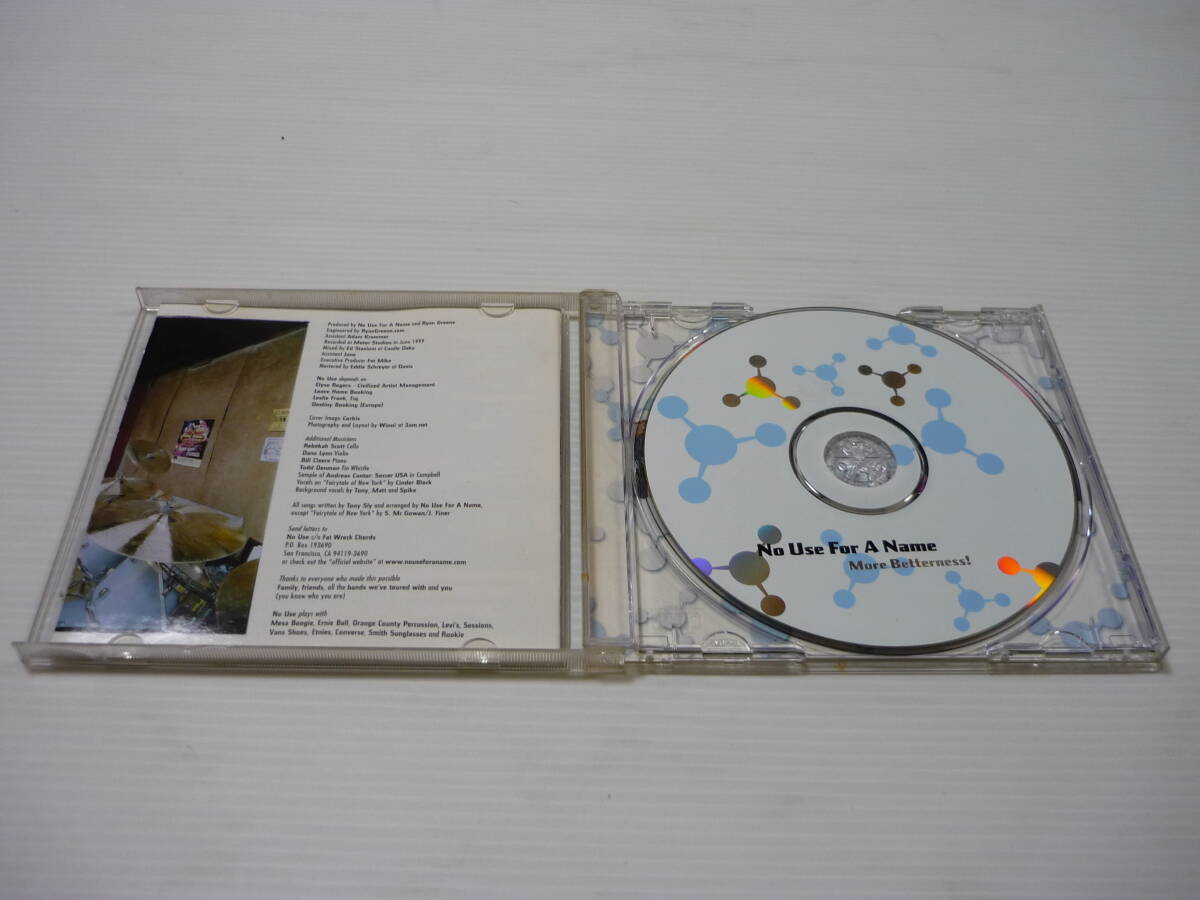 Produced by No Use For A Name and Ryan Greene
Engineered by RyanGreene.com
Assistant Adam Krammer
Recorded at Motor Studios in June 1999
Mixed by Ed Stasium at Castle Oaks
Assistant Jose
Executive Producer Fat Mike
Mastered by Eddie Schreyer at Oasis
No Use depends on
Elyse Rogers - Civilized Artist Management
Leave Home Booking
Leslie Frank, Esq
Destiny Booking (Europe)
Cover Image Corbis
Photography and Layout by Winni at 3am.net
Additional Musicians
Rebekah Scott Cello
Dane Lynn Violin
Bill Cleere Piano
Todd Denman Tin Whistle
Sample of Andreas Cantor: Soccer USA in Campbell
Vocals on "Fairytale of New York" by Cinder Block
Background vocals by Tony, Matt and Spike
All songs written by Tony Sly and arranged by No Use For A Name,
except "Fairytale of New York" by S. Mc Gowan/J. Finer
Send letters to
No Use c/o Fat Wreck Chords
P.O. Box 193690
San Francisco, CA 94119-3690
or check out the "official website" at www.nouseforaname.com
Thanks to everyone who made this possible
Family, friends, all the bands we've toured with and you
(you know who you are)
No Use plays with
Mesa Boogie, Ernie Ball, Orange County Percussion, Levi's, Sessions,
Vans Shoes, Etnies, Converse, Smith Sunglasses and Rookie
No Use For A Name
More Betterness!